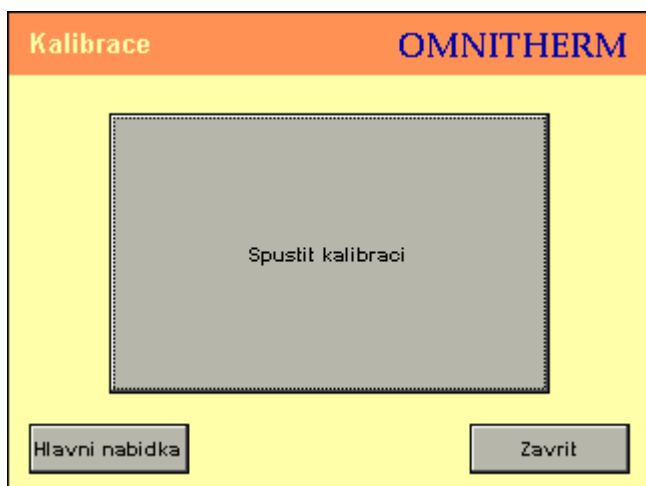 Kalibrace
OMNITHERM
Spustit kalibraci
Hlavni nabidka
Zavrit